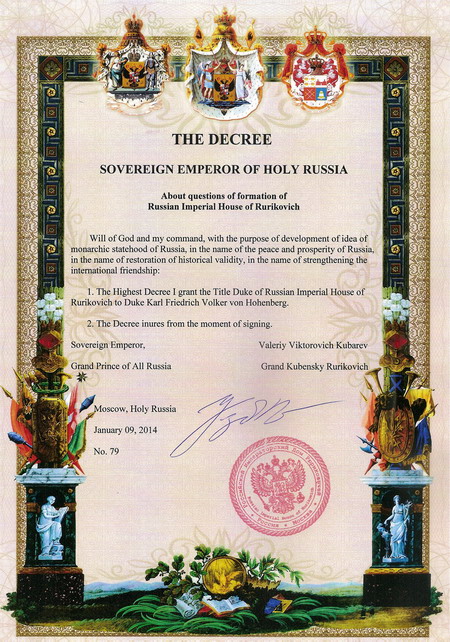 THE DECREE
SOVEREIGN EMPEROR OF HOLY RUSSIA
About questions of formation of
Russian Imperial House of Rurikovich
Will of God and my command, with the purpose of development of idea of
monarchic statehood of Russia, in the name of the peace and prosperity of Russia,
in the name of restoration of historical validity, in the name of strengthening the
international friendship:
1. The Highest Decree I grant the Title Duke of Russian Imperial House of
Rurikovich to Duke Karl Friedrich Volker von Hohenberg.
2. The Decree inures from the moment of signing.
Sovereign Emperor, Valeriy Viktorovich Kubarev
Grand Prince of All Russia Grand Kubensky Rurikovich
Moscow, Holy Russia
January 09, 2014
No. 79